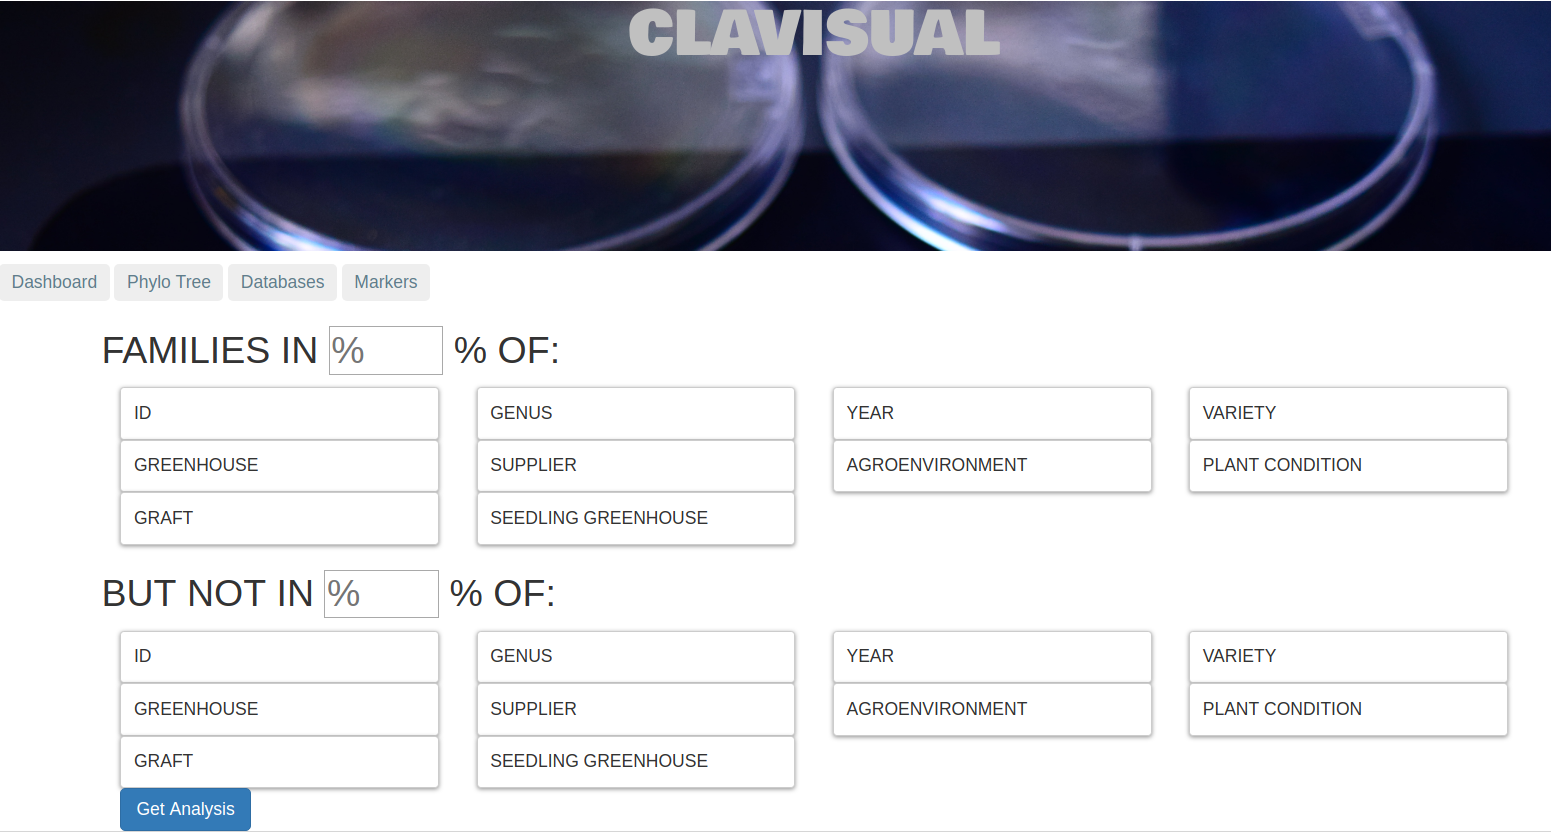 CLAVISUAL
Dashboard Phylo Tree Databases Markers
FAMILIES IN % % OF:
ID GENUS YEAR VARIETY
GREENHOUSE SUPPLIER AGROENVIRONMENT PLANT CONDITION
GRAFT SEEDLING GREENHOUSE
BUT NOT IN % % OF:
ID GENUS YEAR VARIETY
GREENHOUSE SUPPLIER AGROENVIRONMENT PLANT CONDITION
GRAFT SEEDLING GREENHOUSE
Get Analysis